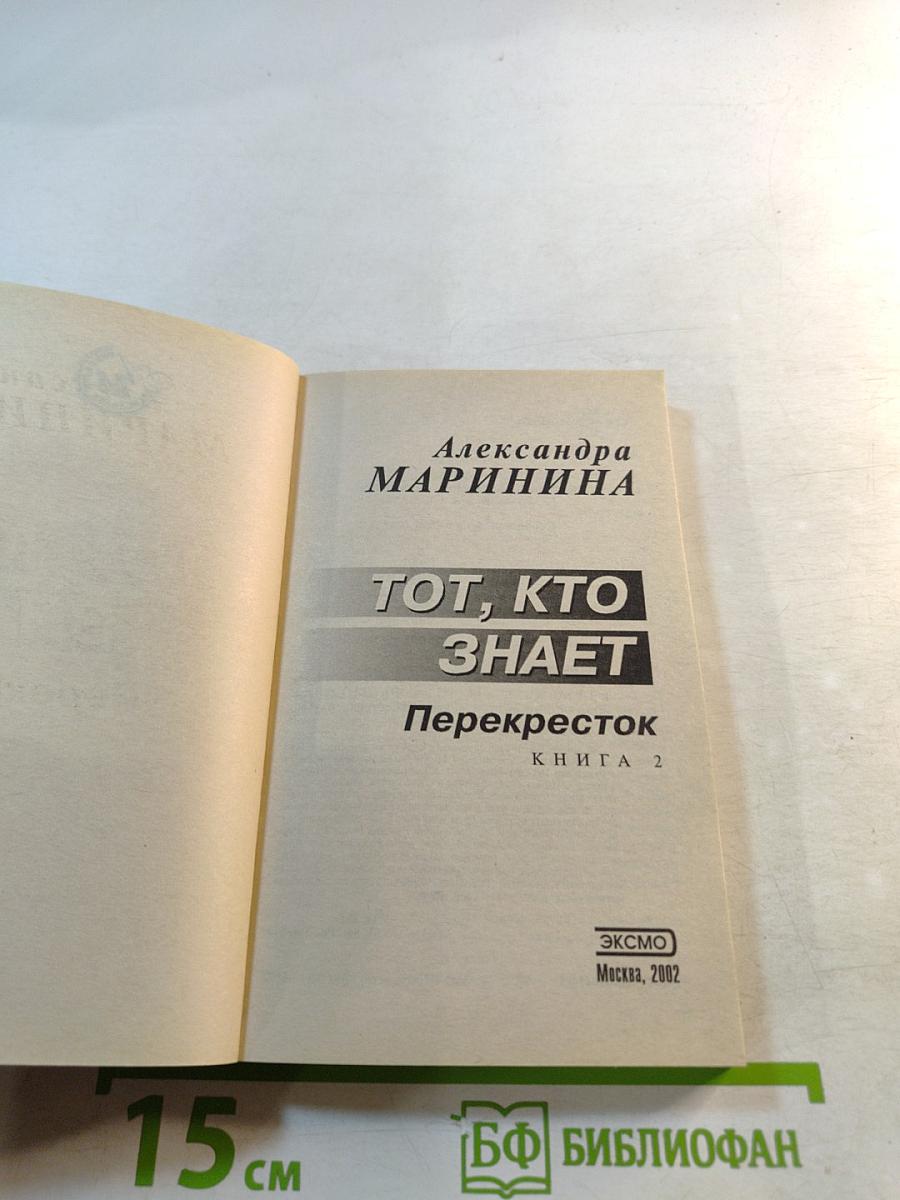 Александра
МАРИНИНА
ТОТ, КТО
ЗНАЕТ
Перекресток
КНИГА 2
ЭКСМО
Москва, 2002
15 см
БФ БИБЛИОФАН